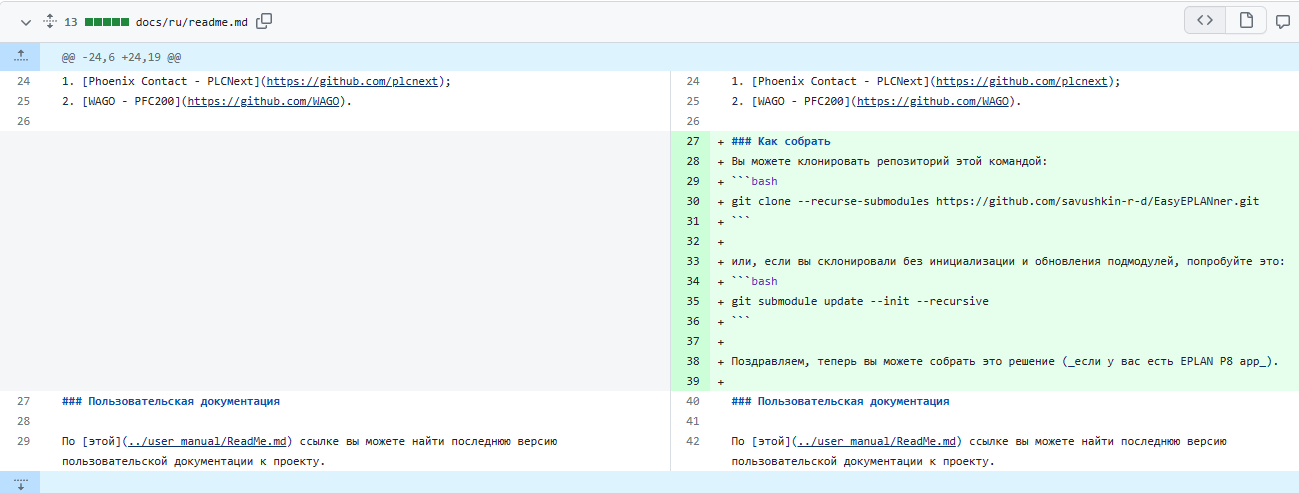 13 docs/ru/readme.md
@@ -24,6 +24,19 @@
24 1. [Phoenix Contact - PLCNext](https://github.com/plcnext); 24 1. [Phoenix Contact - PLCNext](https://github.com/plcnext);
25 2. [WAGO - PFC200](https://github.com/WAGO). 25 2. [WAGO - PFC200](https://github.com/WAGO).
26 26
27 + ### Как собрать
28 + Вы можете клонировать репозиторий этой командой:
29 + ```bash
30 + git clone --recurse-submodules https://github.com/savushkin-r-d/EasyEPLANner.git
31 + ```
32 +
33 + или, если вы склонировали без инициализации и обновления подмодулей, попробуйте это:
34 + ```bash
35 + git submodule update --init --recursive
36 + ```
37 +
38 + Поздравляем, теперь вы можете собрать это решение (_если у вас есть EPLAN P8 app_).
39 +
27 ### Пользовательская документация 40 ### Пользовательская документация
28 41
29 По [этой](../user_manual/ReadMe.md) ссылке вы можете найти последнюю версию 42 По [этой](../user_manual/ReadMe.md) ссылке вы можете найти последнюю версию
пользовательской документации к проекту. пользовательской документации к проекту.